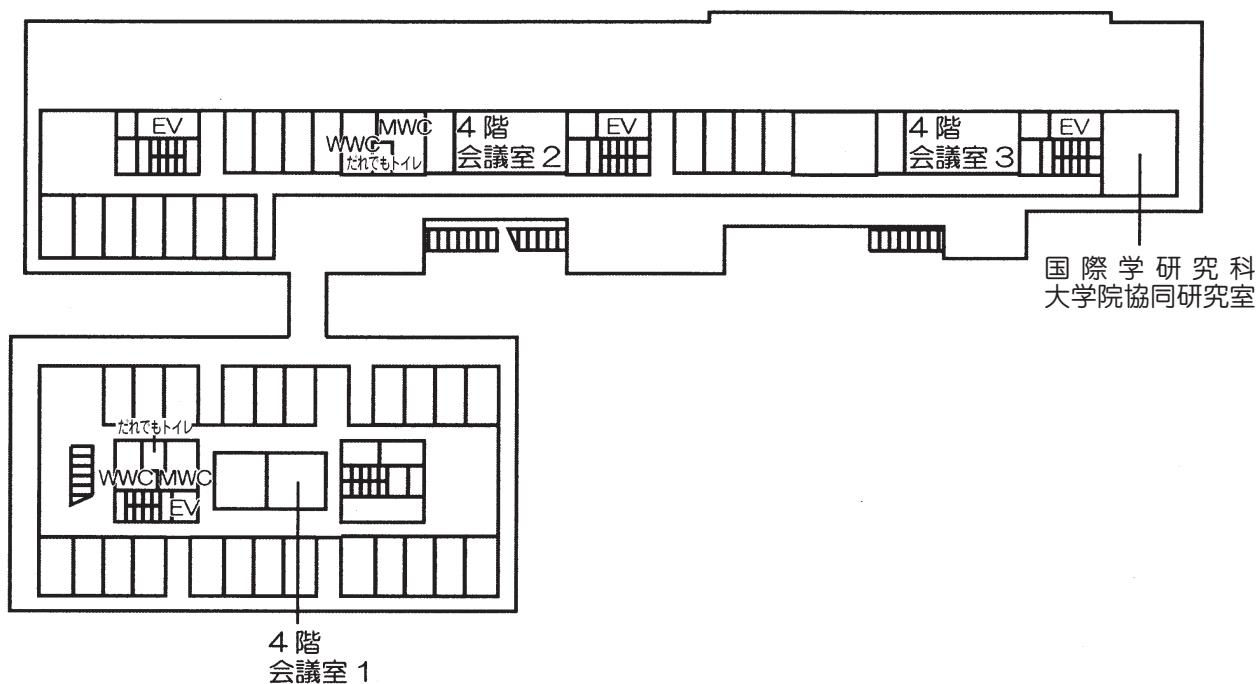 EV
MWC
WWC
だれでもトイレ
4階
会議室2
EV
4階
会議室3
EV
国際学研究科
大学院協同研究室
だれでもトイレ
WWC
MWC
EV
4階
会議室1